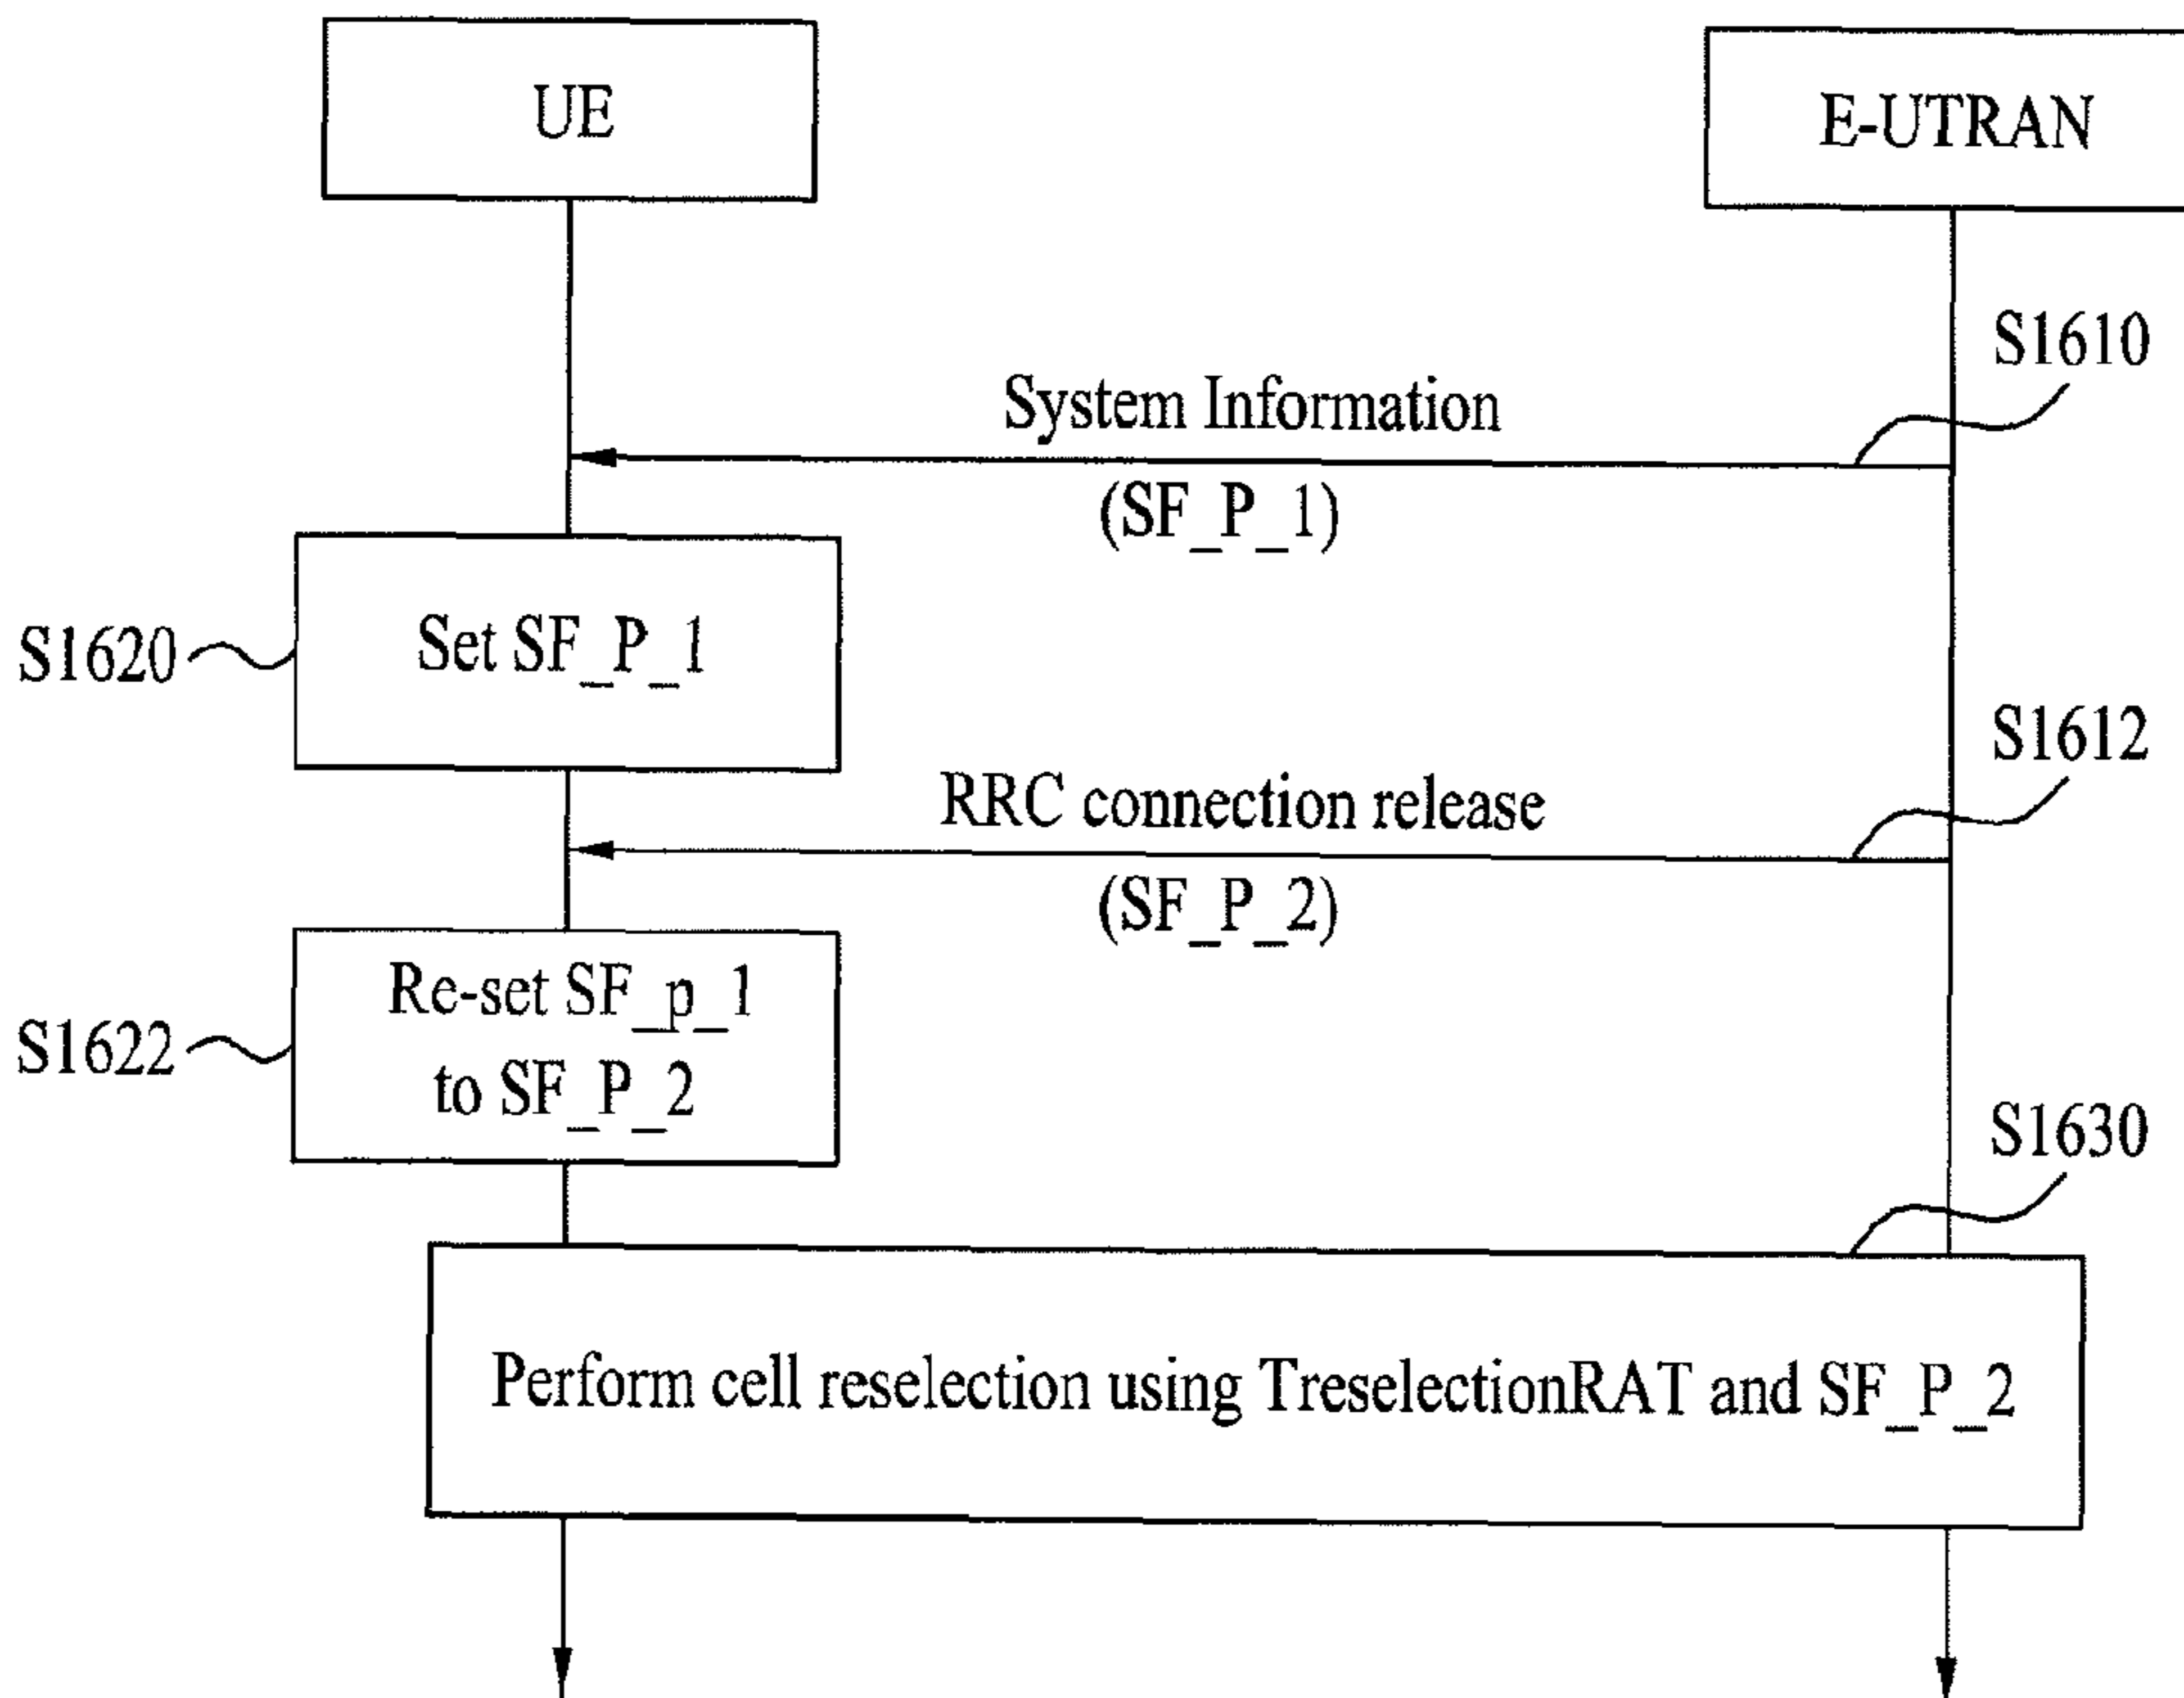 UE
E-UTRAN
S1610
System Information
(SF_P_1)
S1620
Set SF_P_1
S1612
RRC connection release
(SF_P_2)
S1622
Re-set SF_p_1
to SF_P_2
S1630
Perform cell reselection using TreselectionRAT and SF_P_2